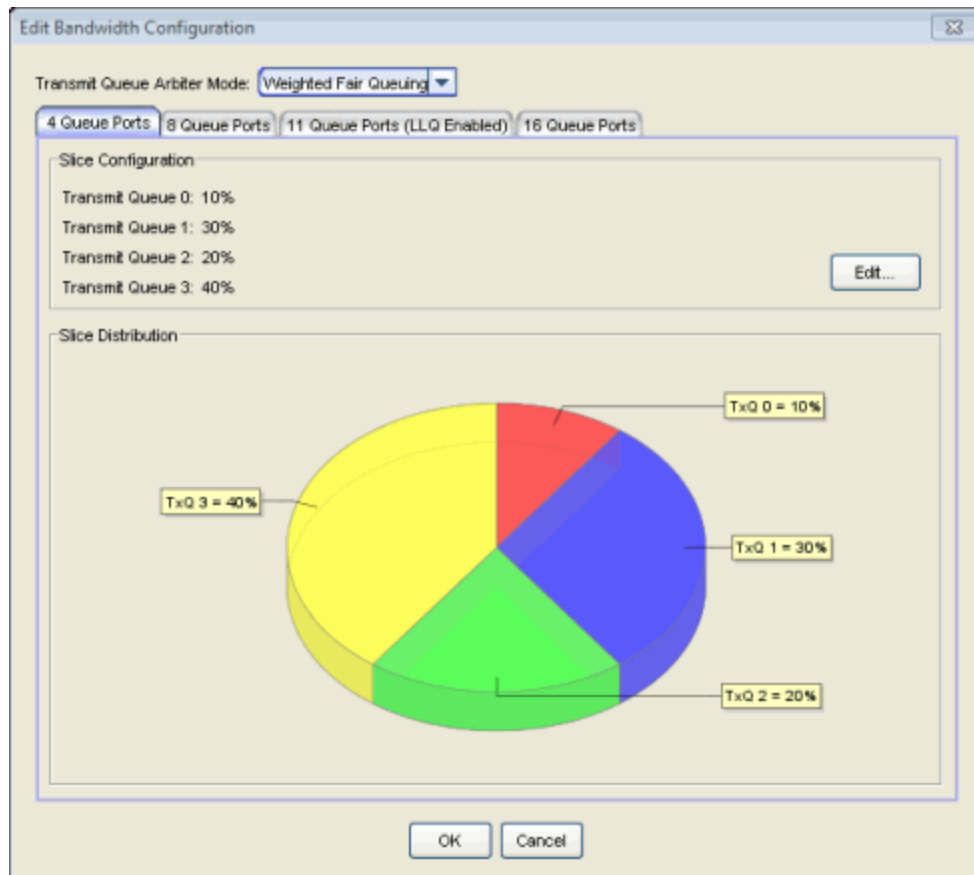 Edit Bandwidth Configuration
Transmit Queue Arbiter Mode: Weighted Fair Queuing
4 Queue Ports 8 Queue Ports 11 Queue Ports (LLQ Enabled) 16 Queue Ports
Slice Configuration
Transmit Queue 0: 10%
Transmit Queue 1: 30%
Transmit Queue 2: 20%
Transmit Queue 3: 40%
Edit...
Slice Distribution
TxQ 0 = 10%
TxQ 3 = 40%
TxQ 1 = 30%
TxQ 2 = 20%
OK Cancel